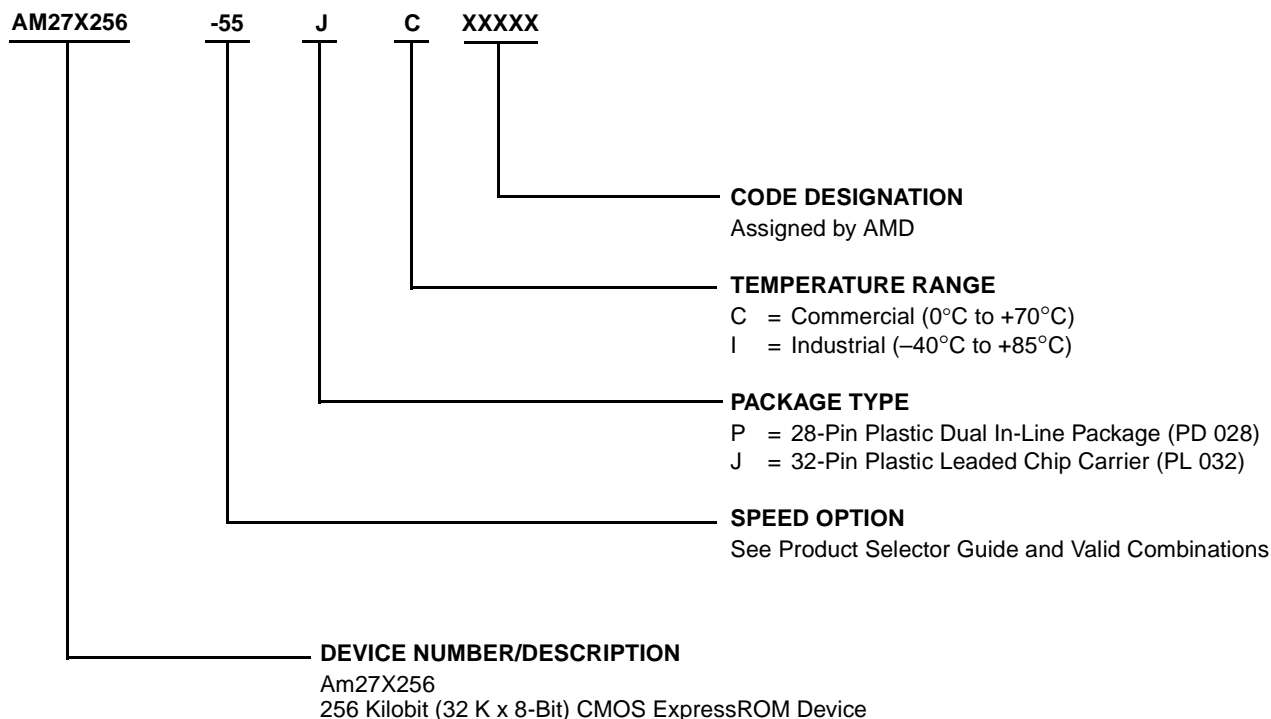 AM27X256 -55 J C XXXXX
CODE DESIGNATION
Assigned by AMD
TEMPERATURE RANGE
C = Commercial (0°C to +70°C)
I = Industrial (–40°C to +85°C)
PACKAGE TYPE
P = 28-Pin Plastic Dual In-Line Package (PD 028)
J = 32-Pin Plastic Leaded Chip Carrier (PL 032)
SPEED OPTION
See Product Selector Guide and Valid Combinations
DEVICE NUMBER/DESCRIPTION
Am27X256
256 Kilobit (32 K x 8-Bit) CMOS ExpressROM Device